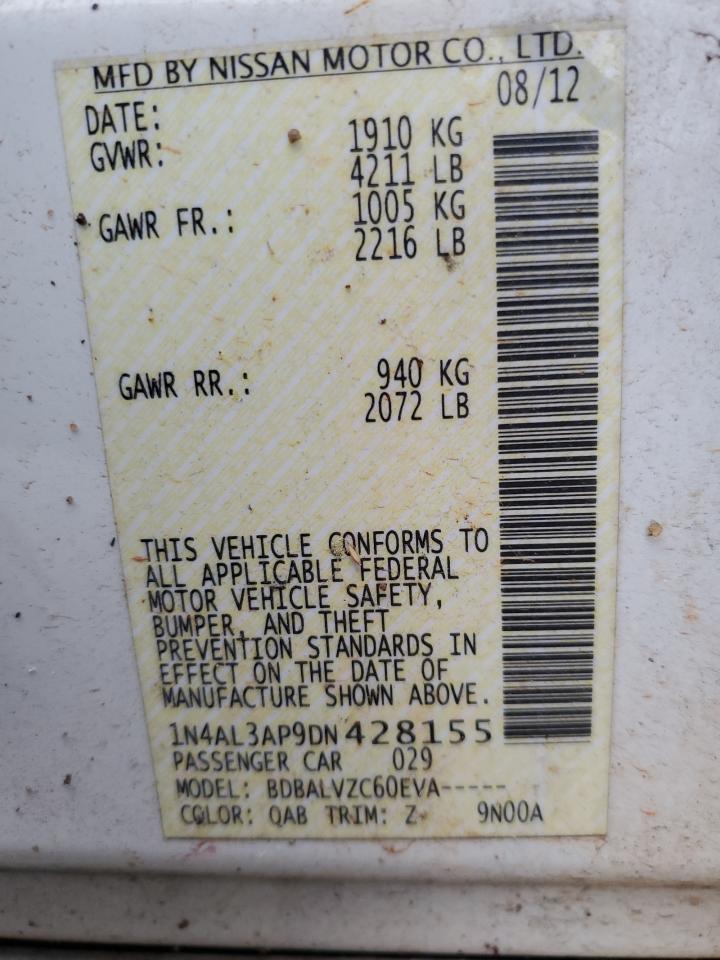 MFD BY NISSAN MOTOR CO., LTD.
DATE: 08/12
GVWR: 1910 KG
4211 LB
GAWR FR.: 1005 KG
2216 LB
GAWR RR.: 940 KG
2072 LB
THIS VEHICLE CONFORMS TO
ALL APPLICABLE FEDERAL
MOTOR VEHICLE SAFETY,
BUMPER, AND THEFT
PREVENTION STANDARDS IN
EFFECT ON THE DATE OF
MANUFACTURE SHOWN ABOVE.
1N4AL3AP9DN428155
PASSENGER CAR 029
MODEL: BDBALVZC60EVA-----
COLOR: QAB TRIM: Z 9N00A